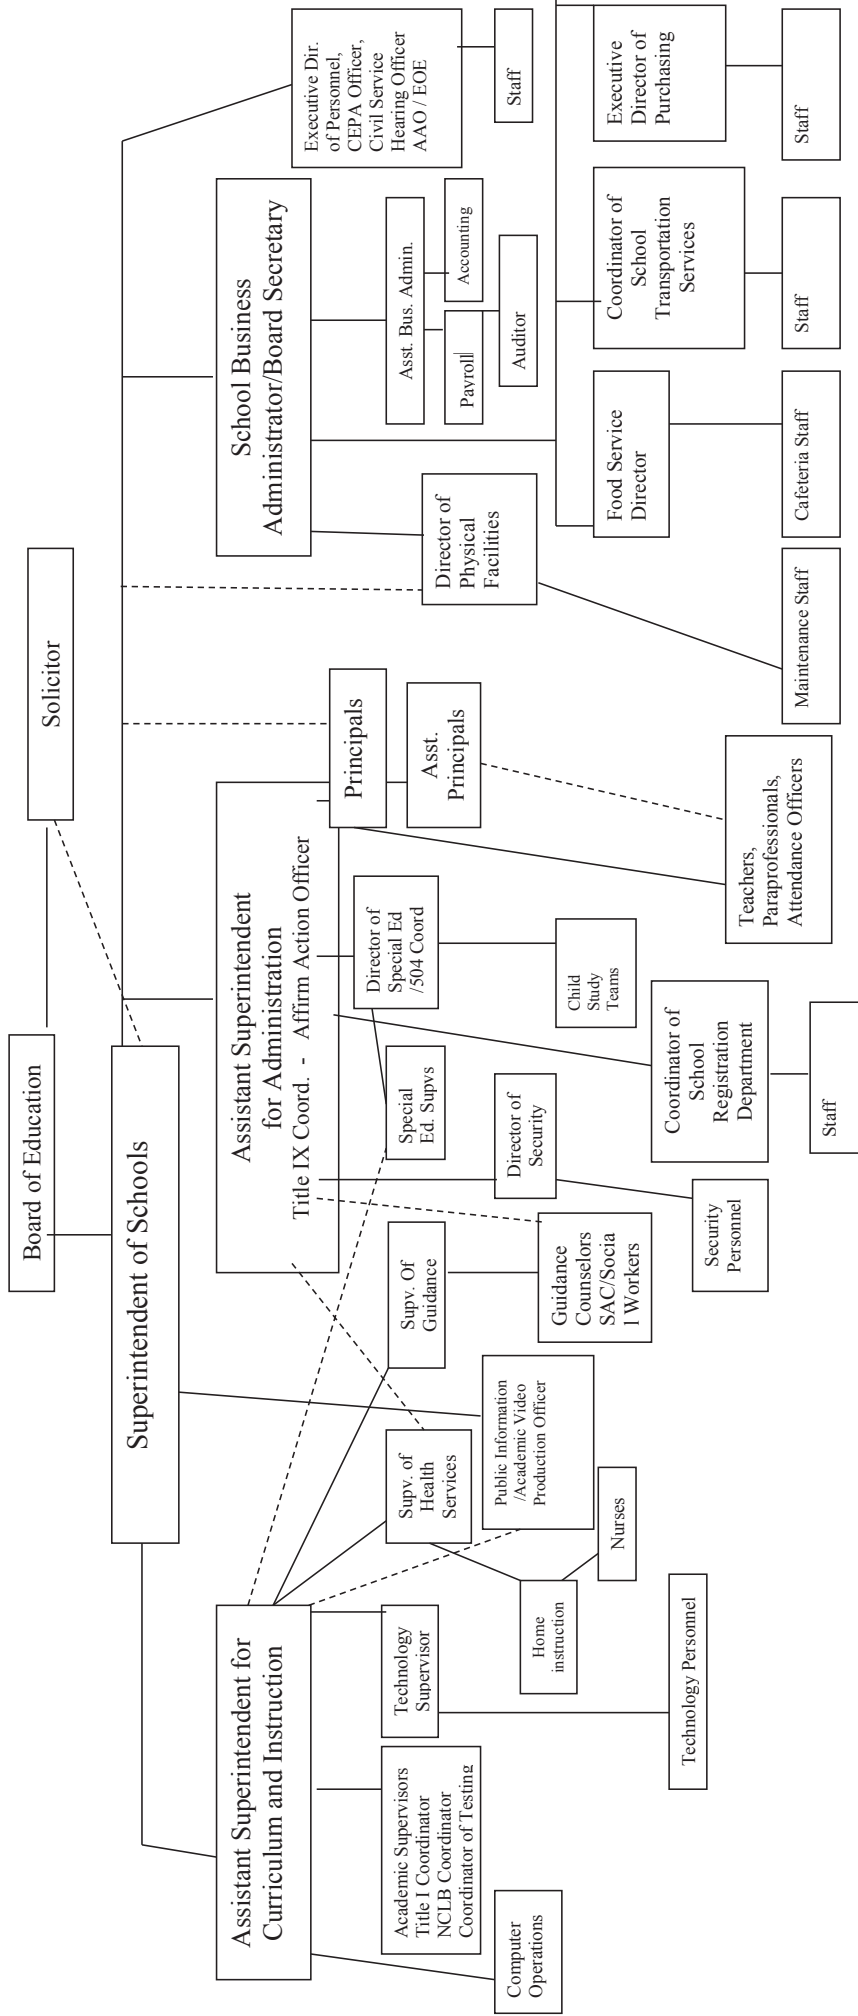 Board of Education
Solicitor
Superintendent of Schools
Assistant Superintendent for
Curriculum and Instruction
Assistant Superintendent
for Administration
Title IX Coord. - Affirm Action Officer
School Business
Administrator/Board Secretary
Executive Dir.
of Personnel,
CEPA Officer,
Civil Service
Hearing Officer
AAO / EOE
Staff
Academic Supervisors
Title I Coordinator
NCLB Coordinator
Coordinator of Testing
Technology
Supervisor
Supv. of
Health
Services
Supv. Of
Guidance
Special
Ed. Supvs
Director of
Special Ed
/504 Coord
Principals
Asst.
Principals
Director of
Physical
Facilities
Asst. Bus. Admin.
Payroll
Accounting
Auditor
Computer
Operations
Home
instruction
Public Information
/Academic Video
Production Officer
Guidance
Counselors
SAC/Socia
l Workers
Director of
Security
Child
Study
Teams
Nurses
Food Service
Director
Coordinator of
School
Transportation
Services
Executive
Director of
Purchasing
Technology Personnel
Security
Personnel
Coordinator of
School
Registration
Department
Teachers,
Paraprofessionals,
Attendance Officers
Maintenance Staff
Cafeteria Staff
Staff
Staff
Staff